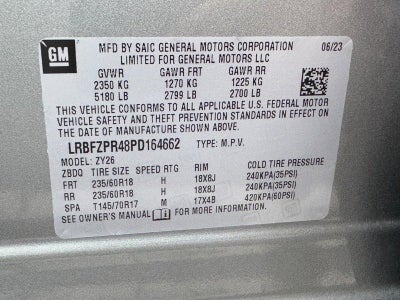 GM
MFD BY SAIC GENERAL MOTORS CORPORATION 06/23
LIMITED FOR GENERAL MOTORS LLC
GVWR GAWR FRT GAWR RR
2350 KG 1270 KG 1225 KG
5180 LB 2799 LB 2700 LB
THIS VEHICLE CONFORMS TO ALL APPLICABLE U.S. FEDERAL MOTOR
VEHICLE SAFETY AND THEFT PREVENTION STANDARDS IN EFFECT ON
THE DATE OF MANUFACTURE SHOWN ABOVE.
LRBFZPR48PD164662 TYPE: M.P.V.
MODEL: ZY26
ZBDQ TIRE SIZE SPEED RTG RIM COLD TIRE PRESSURE
FRT 235/60R18 H 18X8J 240KPA(35PSI)
RR 235/60R18 H 18X8J 240KPA(35PSI)
SPA T145/70R17 M 17X4B 420KPA(60PSI)
SEE OWNER'S MANUAL FOR MORE INFORMATION